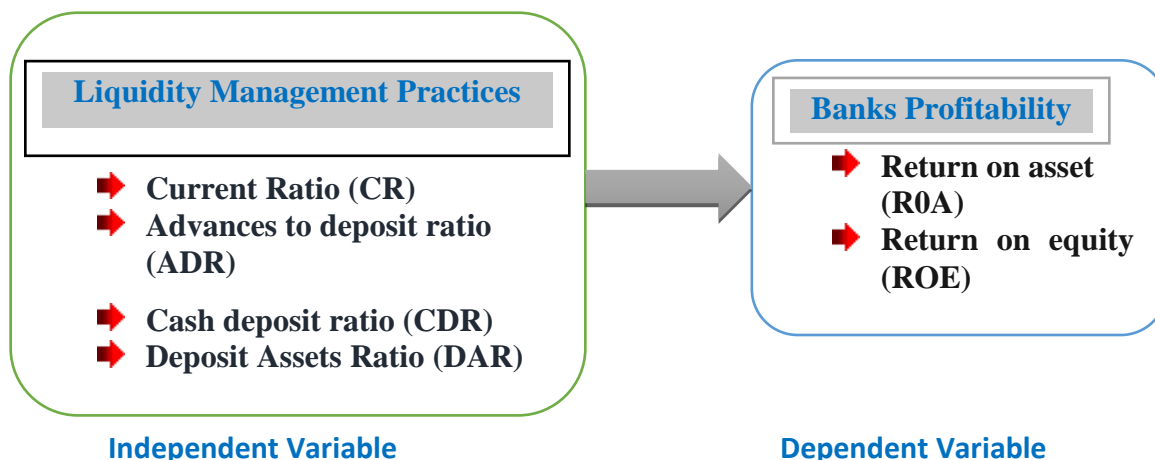 Liquidity Management Practices
Current Ratio (CR)
Advances to deposit ratio
(ADR)
Cash deposit ratio (CDR)
Deposit Assets Ratio (DAR)
Independent Variable
Banks Profitability
Return on asset
(R0A)
Return on equity
(ROE)
Dependent Variable